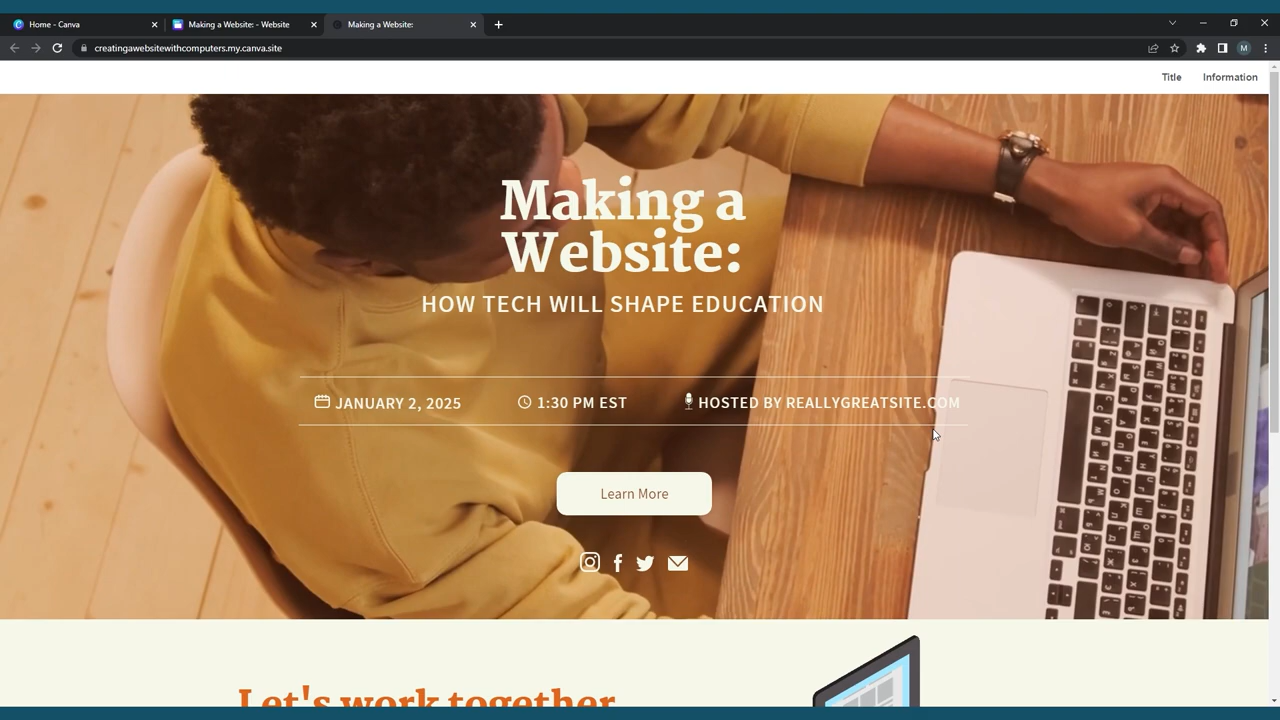 Home - Canva
Making a Website: - Website
Making a Website:
creatingawebsitewithcomputers.my.canva.site
M
Title
Information
Making a
Website:
HOW TECH WILL SHAPE EDUCATION
JANUARY 2, 2025
1:30 PM EST
HOSTED BY REALLYGREATSITE.COM
Learn More
Let's work together